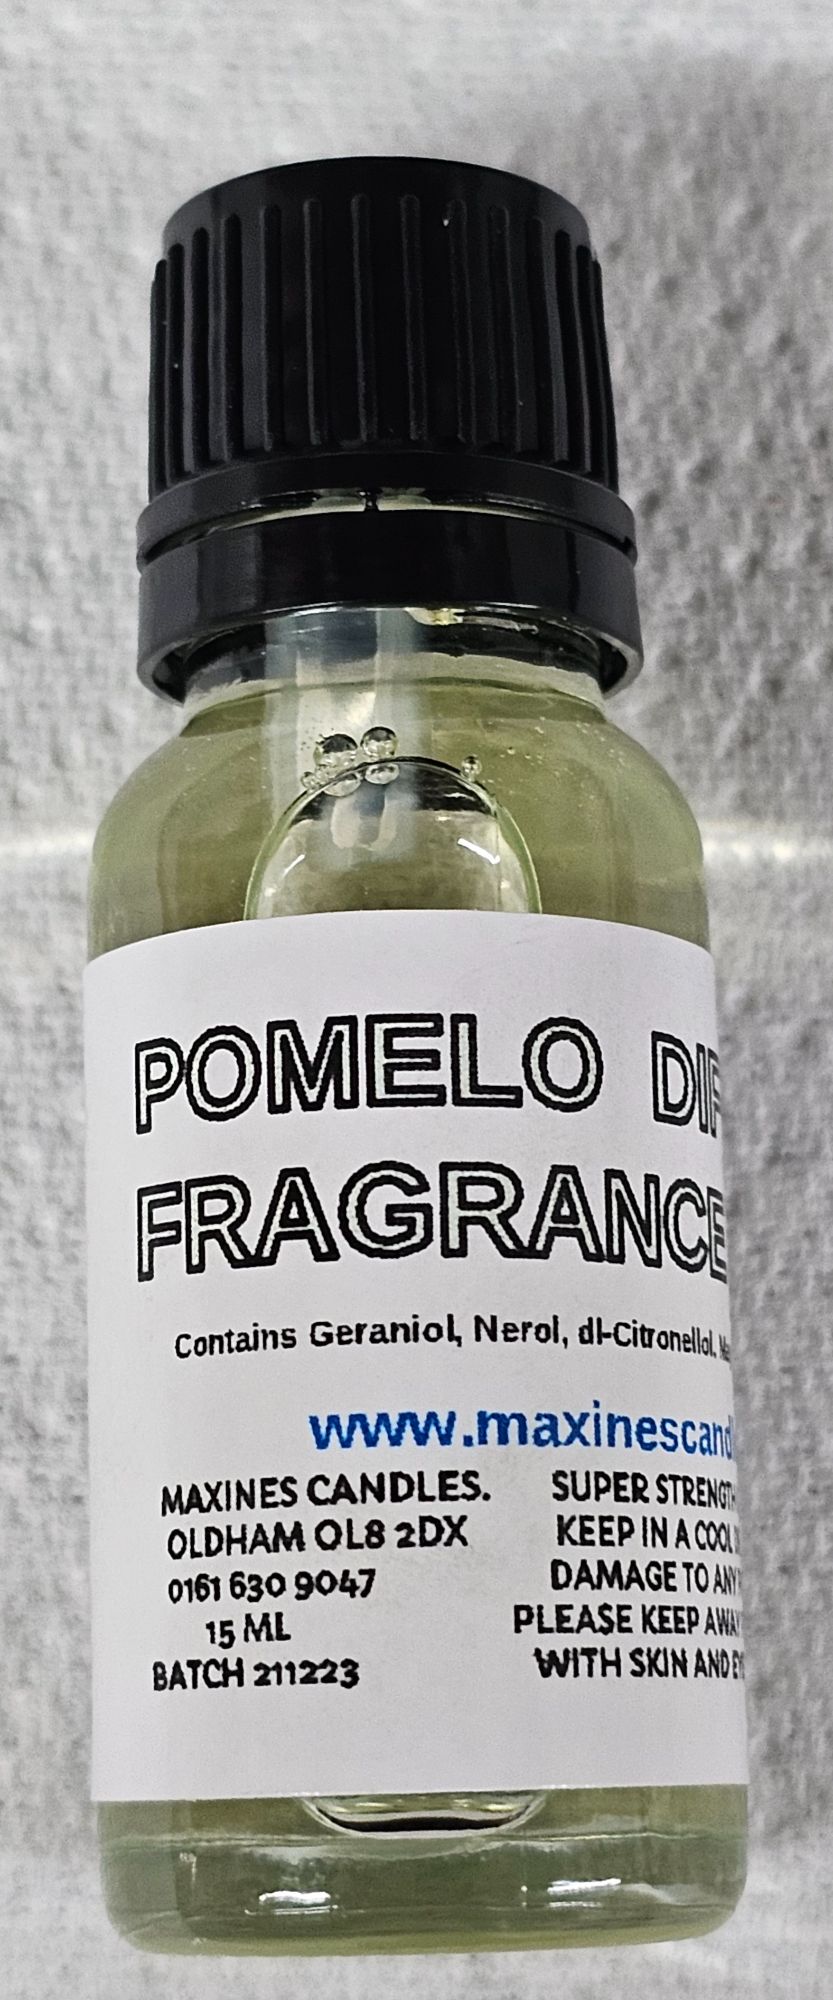 POMELO DIF
FRAGRANCE
Contains Geraniol, Nerol, dl-Citronellol,
www.maxinescand
MAXINES CANDLES.
OLDHAM OL8 2DX
0161 630 9047
15 ML
BATCH 211223
SUPER STRENGTH
KEEP IN A COOL
DAMAGE TO ANY
PLEASE KEEP AWAY
WITH SKIN AND